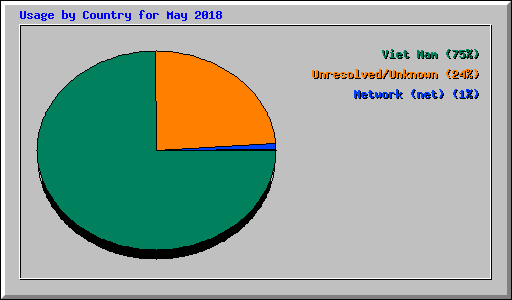 Usage by Country for May 2018
Viet Nam (75%)
Unresolved/Unknown (24%)
Network (net) (1%)